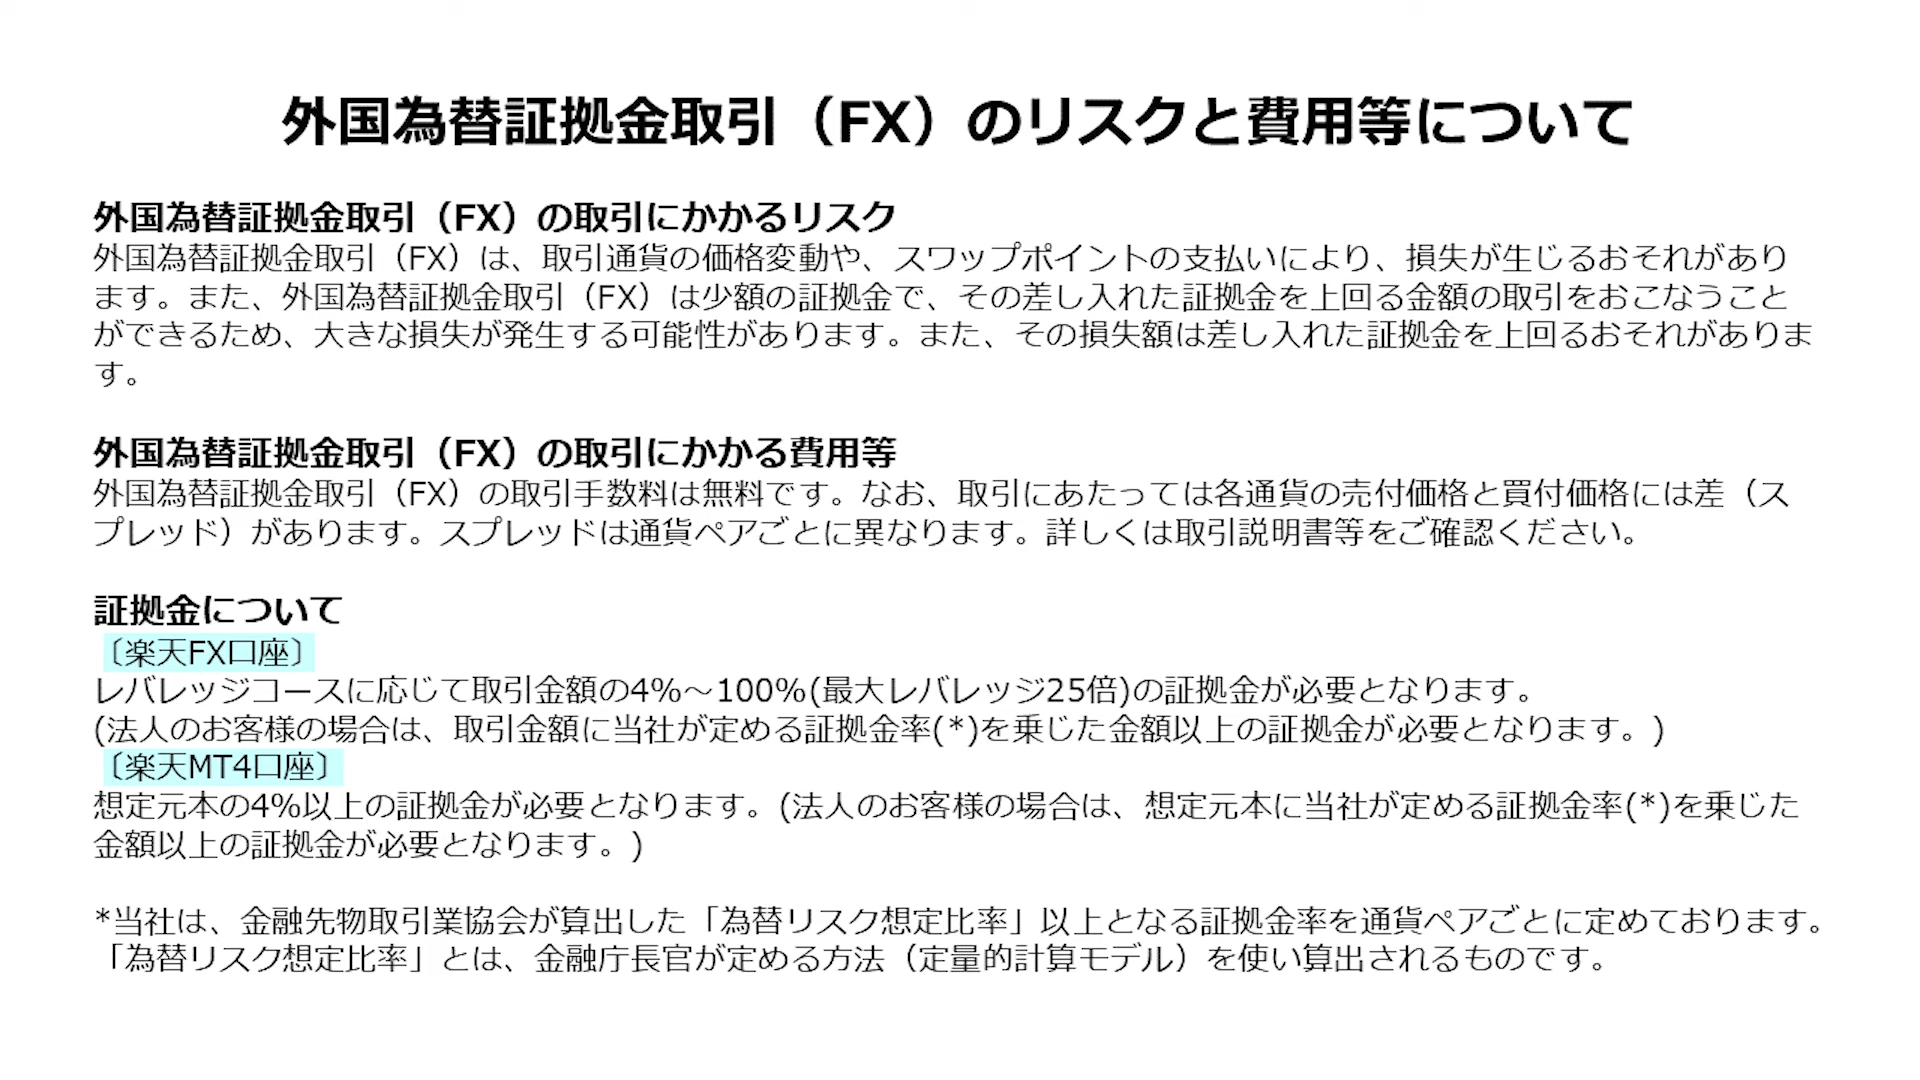 外国為替証拠金取引（FX）のリスクと費用等について
外国為替証拠金取引（FX）の取引にかかるリスク
外国為替証拠金取引（FX）は、取引通貨の価格変動や、スワップポイントの支払いにより、損失が生じるおそれがあり
ます。また、外国為替証拠金取引（FX）は少額の証拠金で、その差し入れた証拠金を上回る金額の取引をおこなうこと
ができるため、大きな損失が発生する可能性があります。また、その損失額は差し入れた証拠金を上回るおそれがありま
す。
外国為替証拠金取引（FX）の取引にかかる費用等
外国為替証拠金取引（FX）の取引手数料は無料です。なお、取引にあたっては各通貨の売付価格と買付価格には差（ス
プレッド）があります。スプレッドは通貨ペアごとに異なります。詳しくは取引説明書等をご確認ください。
証拠金について
〔楽天FX口座〕
レバレッジコースに応じて取引金額の4%～100%(最大レバレッジ25倍)の証拠金が必要となります。
(法人のお客様の場合は、取引金額に当社が定める証拠金率(*)を乗じた金額以上の証拠金が必要となります。)
〔楽天MT4口座〕
想定元本の4%以上の証拠金が必要となります。(法人のお客様の場合は、想定元本に当社が定める証拠金率(*)を乗じた
金額以上の証拠金が必要となります。)
*当社は、金融先物取引業協会が算出した「為替リスク想定比率」以上となる証拠金率を通貨ペアごとに定めております。
「為替リスク想定比率」とは、金融庁長官が定める方法（定量的計算モデル）を使い算出されるものです。